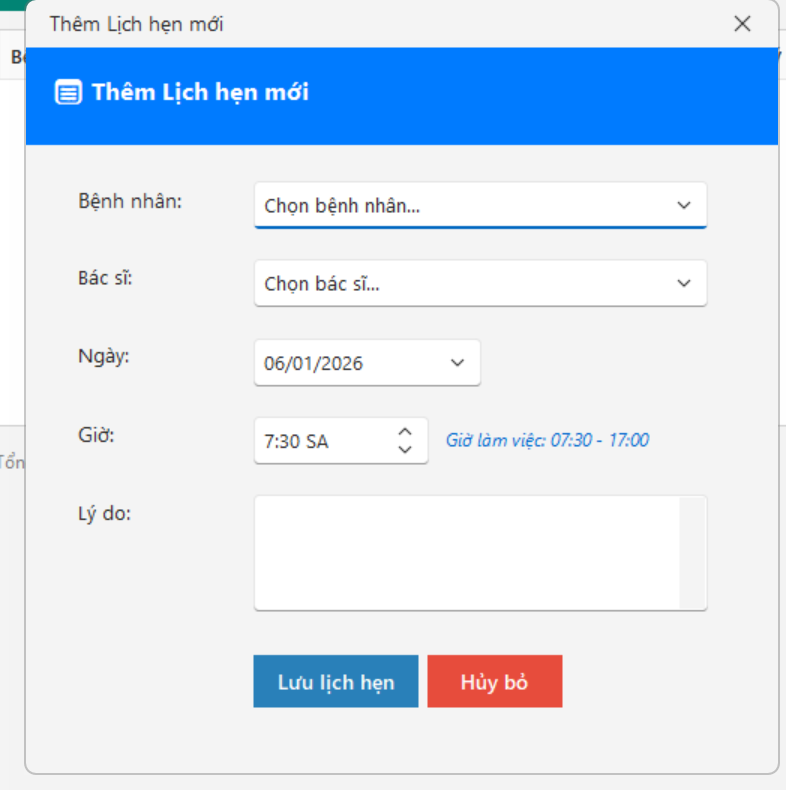 Thêm Lịch hẹn mới
Thêm Lịch hẹn mới
Bệnh nhân:
Chọn bệnh nhân...
Bác sĩ:
Chọn bác sĩ...
Ngày:
06/01/2026
Giờ:
7:30 SA
Giờ làm việc: 07:30 - 17:00
Lý do:
Lưu lịch hẹn
Hủy bỏ